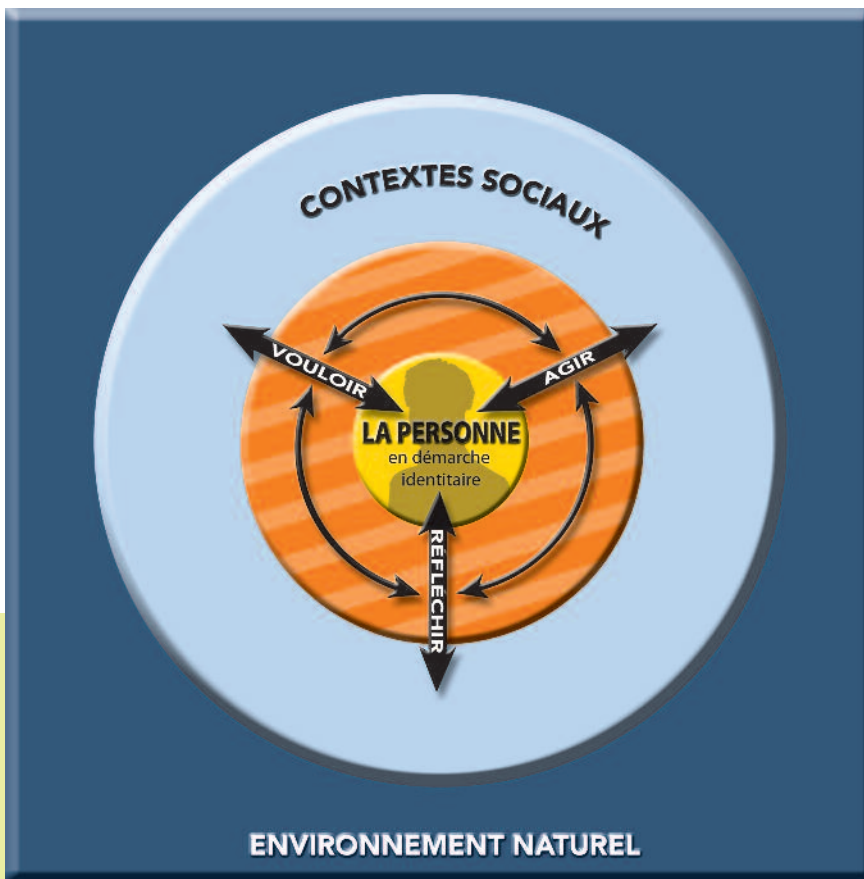 CONTEXTES SOCIAUX
VOULOIR
AGIR
LA PERSONNE
en démarche
identitaire
RÉFLÉCHIR
ENVIRONNEMENT NATUREL